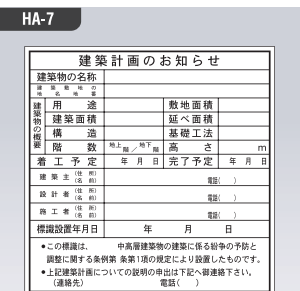 HA-7
建築計画のお知らせ
建築物の名称
建築敷地の
地名地番
建築物の概要
用途 敷地面積
建築面積 延べ面積
構造 基礎工法
階数 地上 階／地下 階 高さ m
着工予定 年 月 日 完了予定 年 月 日
建築主 (住所)(名前) 電話( )
設計者 (住所)(名前) 電話( )
施工者 (住所)(名前) 電話( )
標識設置年月日 年 月 日
●この標識は、 中高層建築物の建築に係る紛争の予防と
調整に関する条例第 条第1項の規定により設置したものです。
●上記建築計画についての説明の申出は下記へ御連絡下さい。
(連絡先) 電話( )